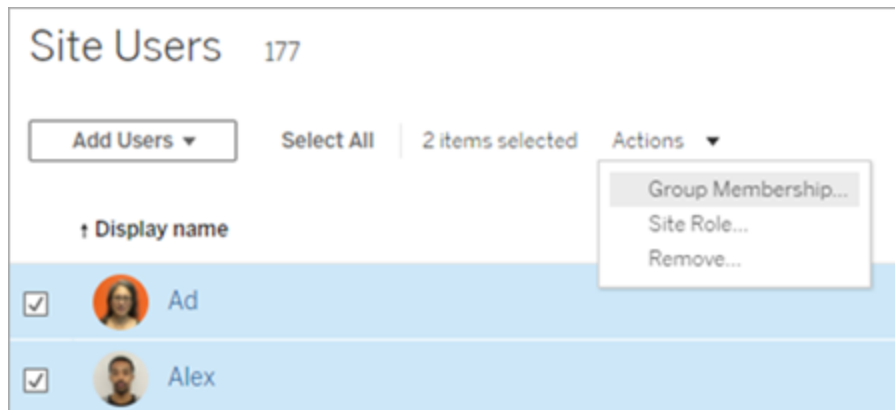 Site Users 177
Add Users ▾ Select All 2 items selected Actions ▼
Group Membership...
Site Role...
Remove...
↑ Display name
Ad
Alex